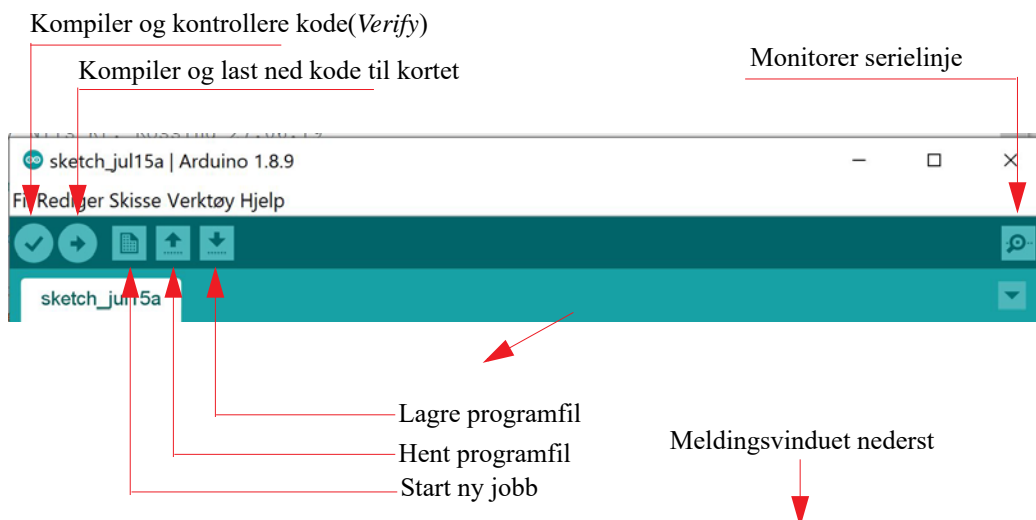 Kompiler og kontrollere kode(Verify)
Kompiler og last ned kode til kortet
Monitorer serielinje
sketch_jul15a | Arduino 1.8.9
Fil Rediger Skisse Verktøy Hjelp
sketch_jul15a
Lagre programfil
Hent programfil
Start ny jobb
Meldingsvinduet nederst